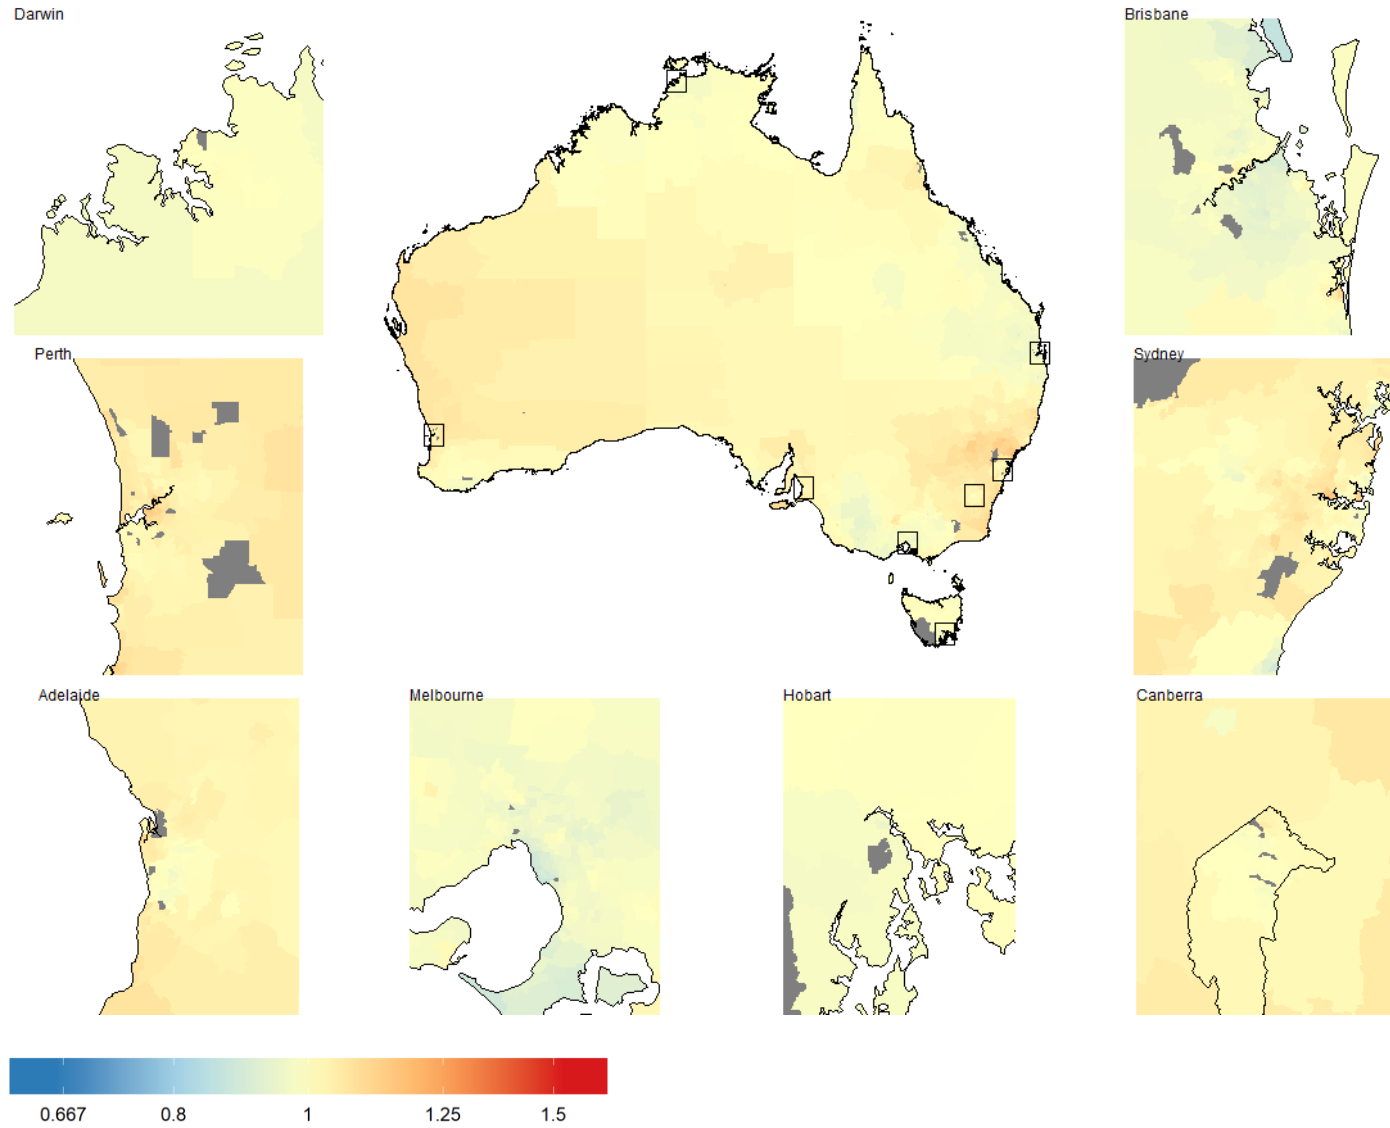 Darwin
Brisbane
Perth
Sydney
Adelaide
Melbourne
Hobart
Canberra
0.667
0.8
1
1.25
1.5